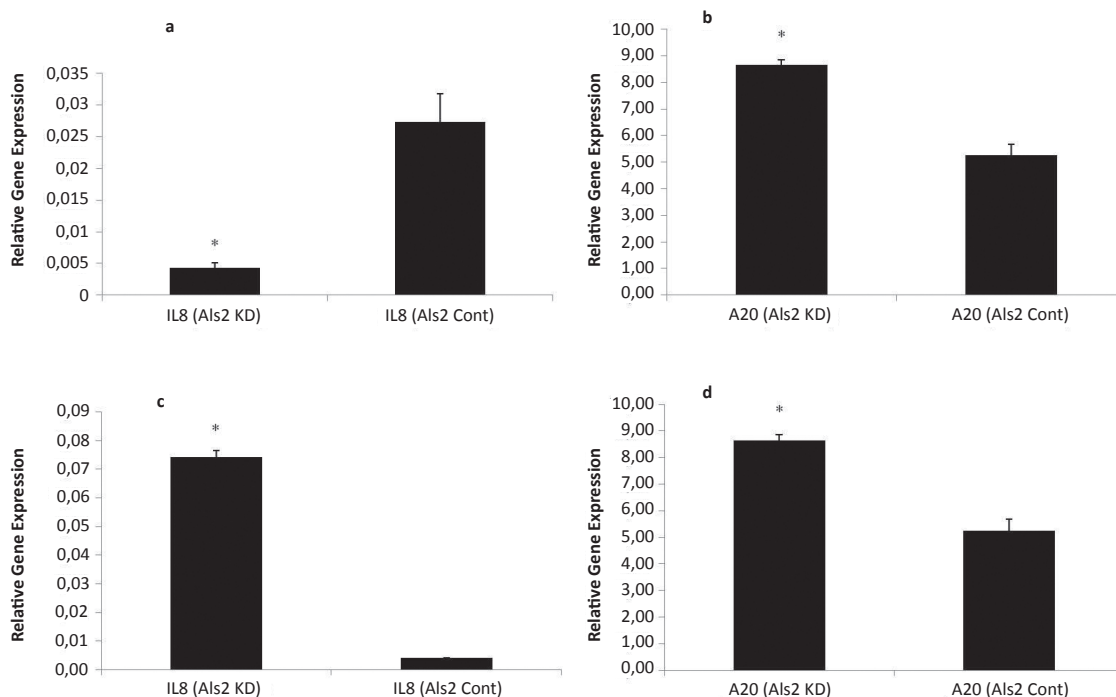 a
Relative Gene Expression
0,035
0,03
0,025
0,02
0,015
0,01
0,005
0
*
IL8 (Als2 KD)
IL8 (Als2 Cont)
b
Relative Gene Expression
10,00
9,00
8,00
7,00
6,00
5,00
4,00
3,00
2,00
1,00
0,00
*
A20 (Als2 KD)
A20 (Als2 Cont)
c
Relative Gene Expression
0,09
0,08
0,07
0,06
0,05
0,04
0,03
0,02
0,01
0,00
*
IL8 (Als2 KD)
IL8 (Als2 Cont)
d
Relative Gene Expression
10,00
9,00
8,00
7,00
6,00
5,00
4,00
3,00
2,00
1,00
0,00
*
A20 (Als2 KD)
A20 (Als2 Cont)